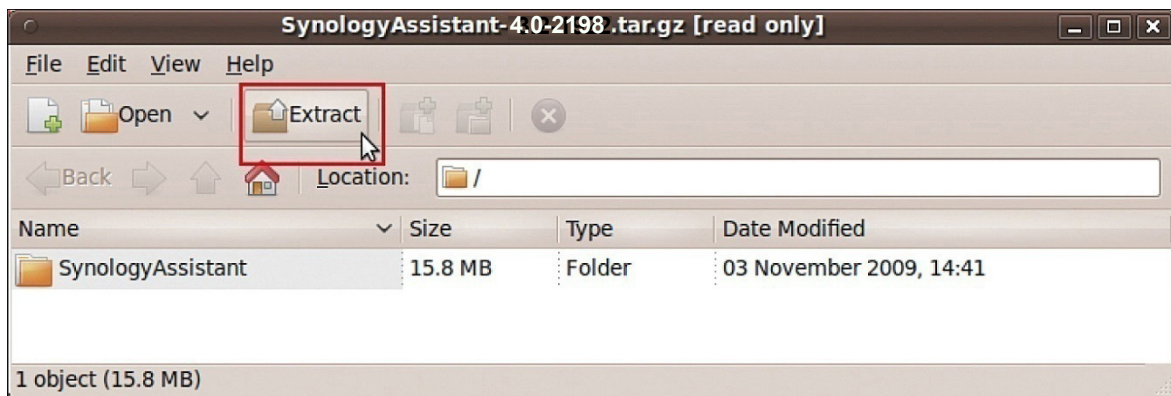 SynologyAssistant-4.0-2198.tar.gz [read only]
File Edit View Help
Open Extract
Back Location: /
Name Size Type Date Modified
SynologyAssistant 15.8 MB Folder 03 November 2009, 14:41
1 object (15.8 MB)